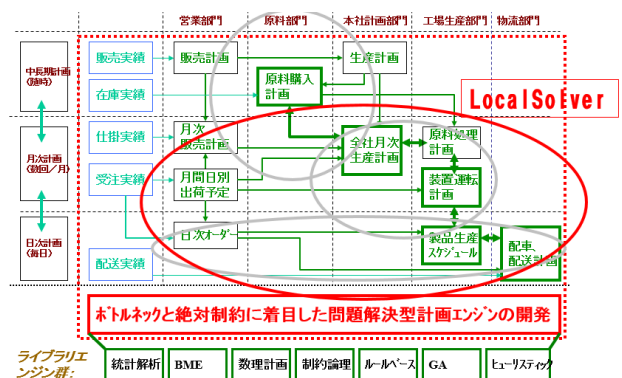 営業部門 原料部門 本社計画部門 工場生産部門 物流部門
中長期計画
(随時)
販売実績
販売計画
生産計画
在庫実績
原料購入
計画
LocalSolver
月次計画
(数回/月)
仕掛実績
月次
販売計画
全社月次
生産計画
原料処理
計画
受注実績
月間日別
出荷予定
装置運転
計画
日次計画
(毎日)
日次オーダー
製品生産
スケジュール
配車、
配送計画
配送実績
ボトルネックと絶対制約に着目した問題解決型計画エンジンの開発
ライブラリエ
ンジン群:
統計解析 BME 数理計画 制約論理 ルールベース GA ヒューリスティック